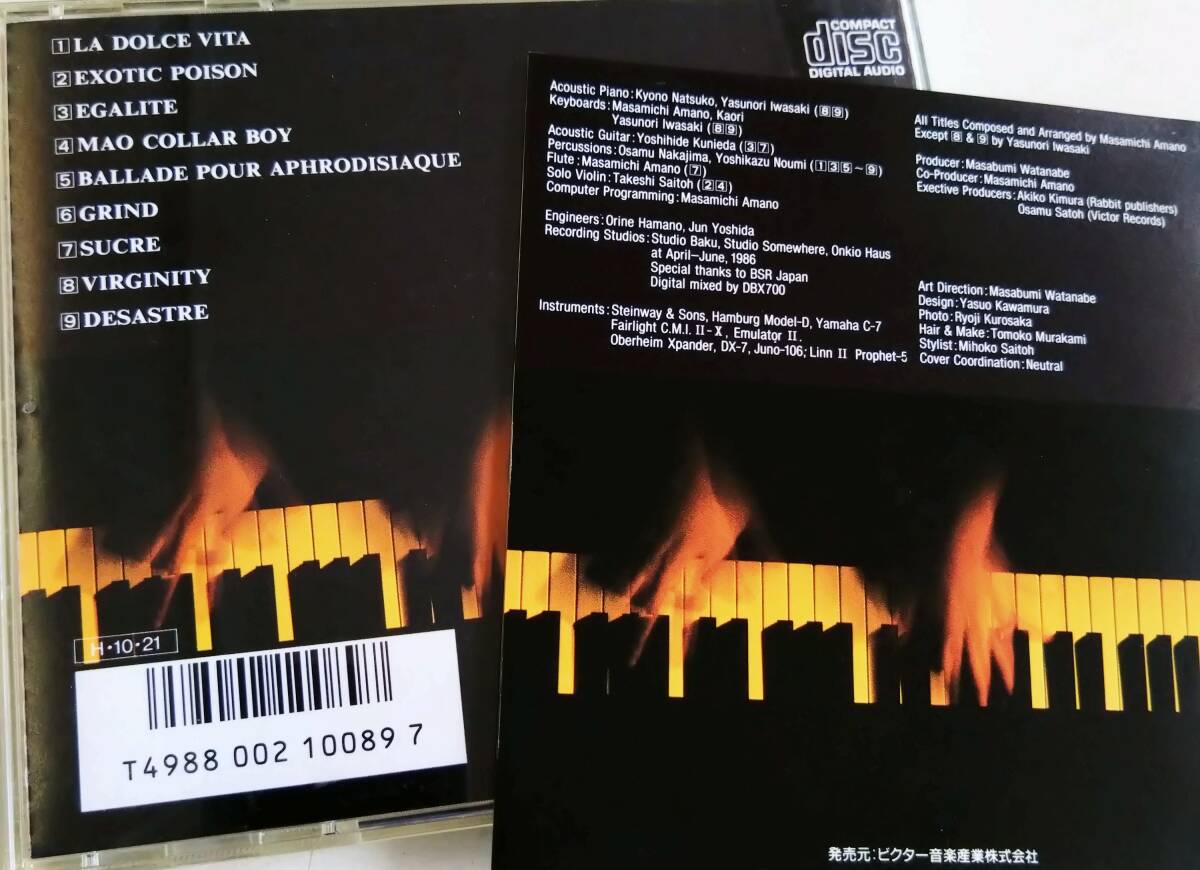 1 LA DOLCE VITA
2 EXOTIC POISON
3 EGALITE
4 MAO COLLAR BOY
5 BALLADE POUR APHRODISIAQUE
6 GRIND
7 SUCRE
8 VIRGINITY
9 DESASTRE
COMPACT
disc
DIGITAL AUDIO
H・10・21
T4988 002 10089 7
Acoustic Piano:Kyono Natsuko, Yasunori Iwasaki (8 9)
Keyboards:Masamichi Amano, Kaori
Yasunori Iwasaki (8 9)
Acoustic Guitar:Yoshihide Kunieda (3 7)
Percussions:Osamu Nakajima, Yoshikazu Noumi (1 3 5~9)
Flute:Masamichi Amano (7)
Solo Violin:Takeshi Saitoh (2 4)
Computer Programming:Masamichi Amano
Engineers:Orine Hamano, Jun Yoshida
Recording Studios:Studio Baku, Studio Somewhere, Onkio Haus
at April–June, 1986
Special thanks to BSR Japan
Digital mixed by DBX700
Instruments:Steinway & Sons, Hamburg Model-D, Yamaha C-7
Fairlight C.M.I. II-X, Emulator II.
Oberheim Xpander, DX-7, Juno-106; Linn II Prophet-5
All Titles Composed and Arranged by Masamichi Amano
Except 8 & 9 by Yasunori Iwasaki
Producer:Masabumi Watanabe
Co-Producer:Masamichi Amano
Exective Producers:Akiko Kimura (Rabbit publishers)
Osamu Satoh (Victor Records)
Art Direction:Masabumi Watanabe
Design:Yasuo Kawamura
Photo:Ryoji Kurosaka
Hair & Make:Tomoko Murakami
Stylist:Mihoko Saitoh
Cover Coordination:Neutral
発売元:ビクター音楽産業株式会社